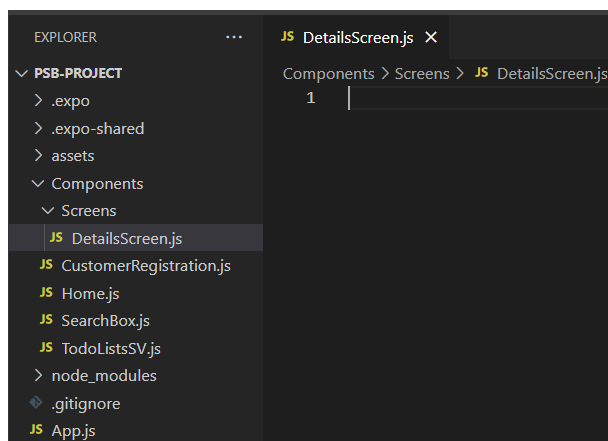 EXPLORER ...
PSB-PROJECT
.expo
.expo-shared
assets
Components
Screens
JS DetailsScreen.js
JS CustomerRegistration.js
JS Home.js
JS SearchBox.js
JS TodoListsSV.js
node_modules
.gitignore
JS App.js
JS DetailsScreen.js
Components > Screens > JS DetailsScreen.js
1